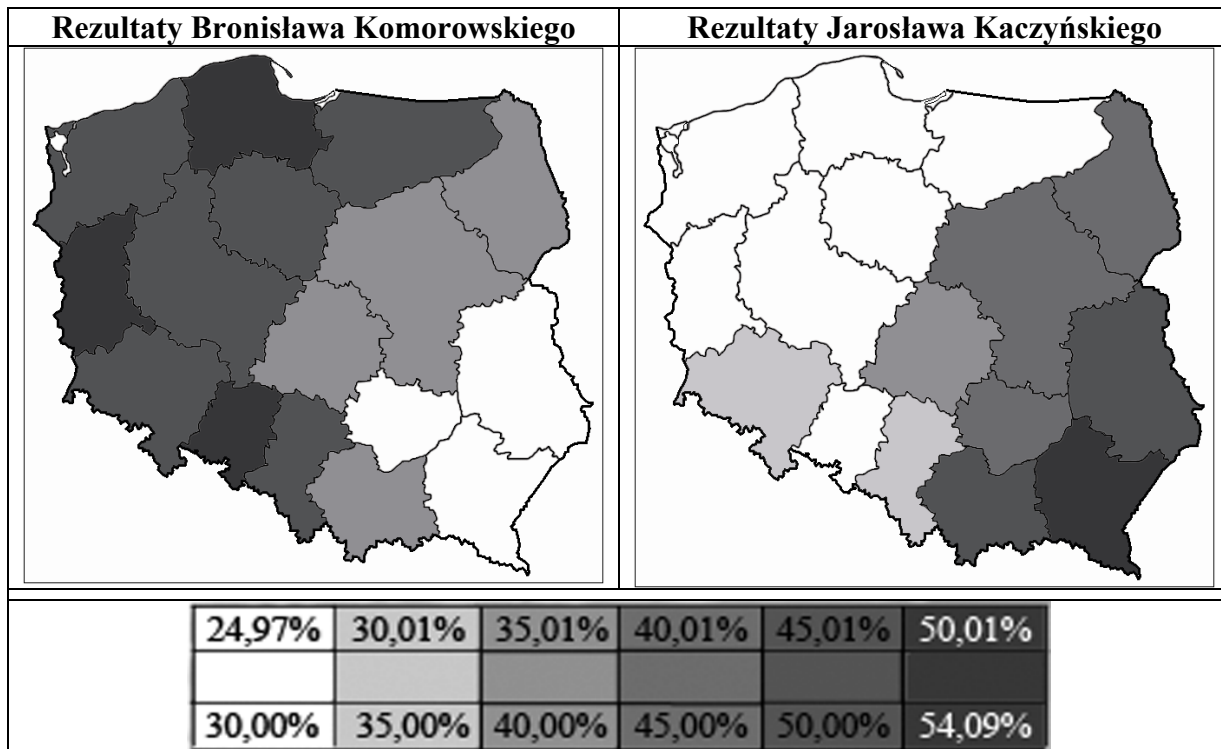 Rezultaty Bronisława Komorowskiego
Rezultaty Jarosława Kaczyńskiego
24,97% 30,01% 35,01% 40,01% 45,01% 50,01%
30,00% 35,00% 40,00% 45,00% 50,00% 54,09%